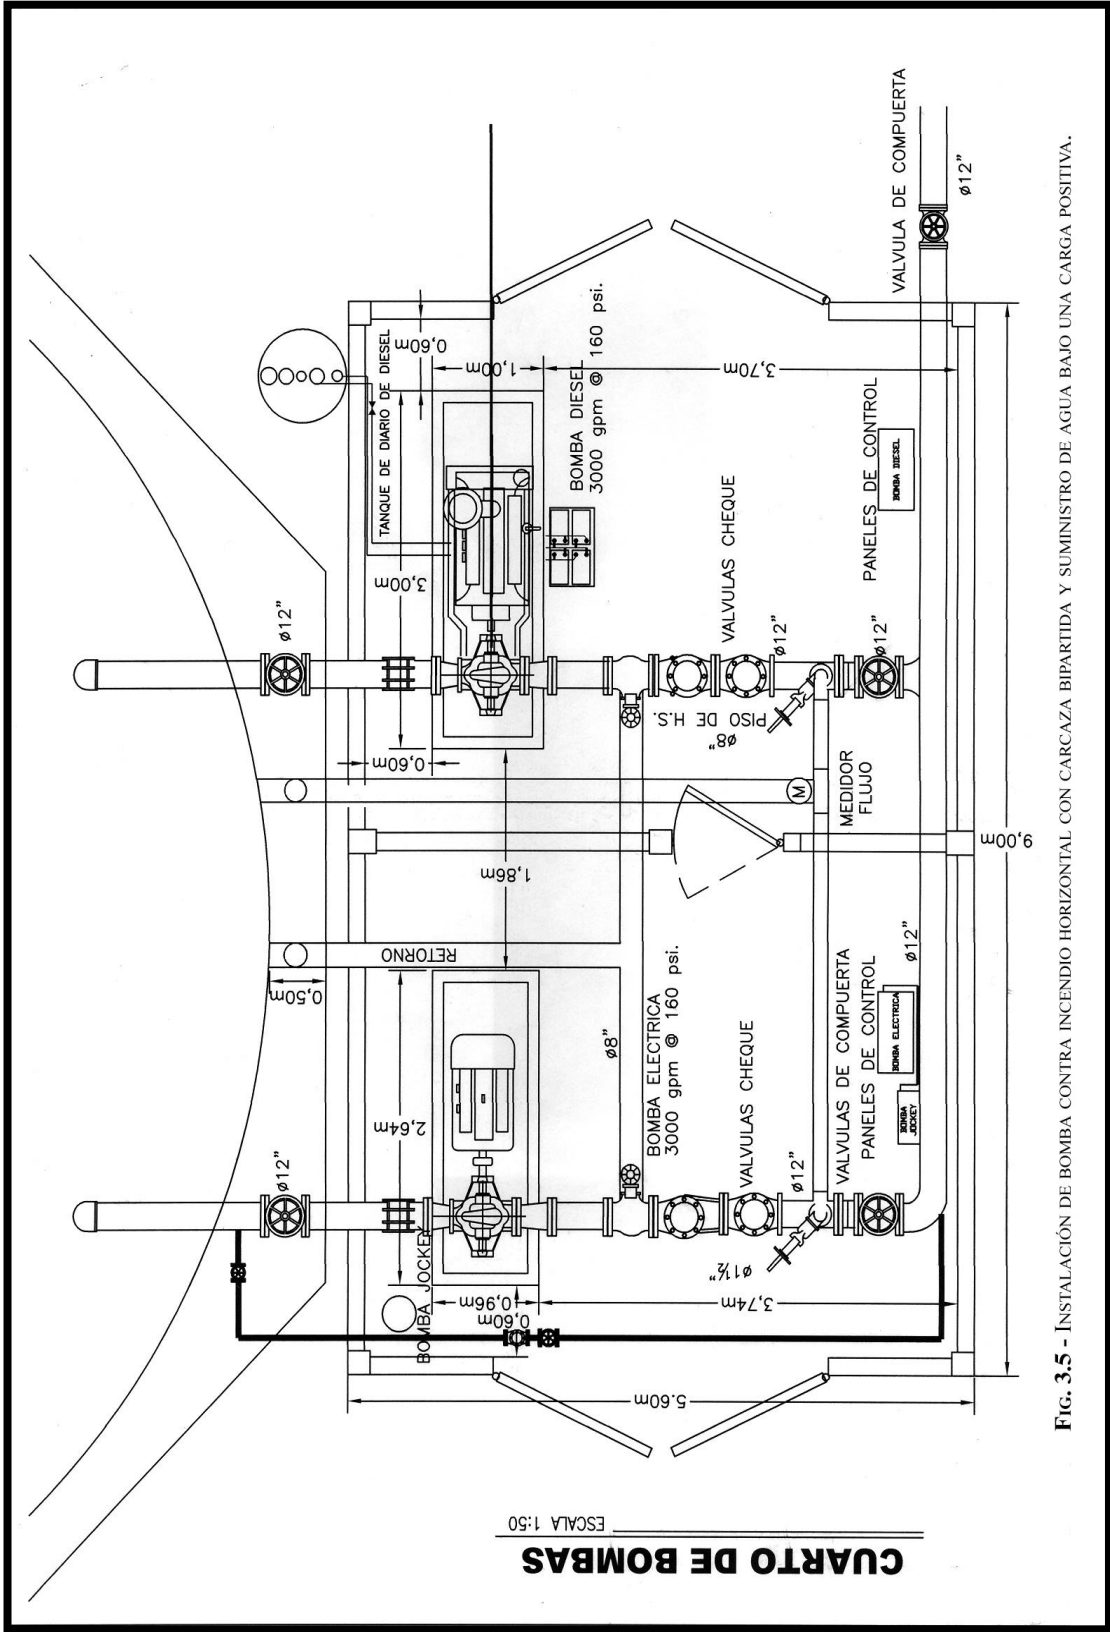 CUARTO DE BOMBAS
ESCALA 1:50
TANQUE DE DIARIO DE DIESEL
0,60m
1,00m
BOMBA DIESEL
3000 gpm @ 160 psi.
3,70m
VALVULA DE COMPUERTA
ø12"
3,00m
ø12"
VALVULAS CHEQUE
ø12"
PANELES DE CONTROL
BOMBA DIESEL
ø12"
PISO DE H.S.
ø8"
0,60m
M
MEDIDOR
FLUJO
1,86m
9,00m
RETORNO
0,50m
ø8"
BOMBA ELECTRICA
3000 gpm @ 160 psi.
VALVULAS CHEQUE
ø12"
VALVULAS DE COMPUERTA
PANELES DE CONTROL
BOMBA ELECTRICA
BOMBA
JOCKEY
ø12"
2,64m
ø12"
BOMBA JOCKEY
0,96m
0,60m
ø1½"
3,74m
5.60m
Fig. 3.5 - Instalación de bomba contra incendio horizontal con carcaza bipartida y suministro de agua bajo una carga positiva.